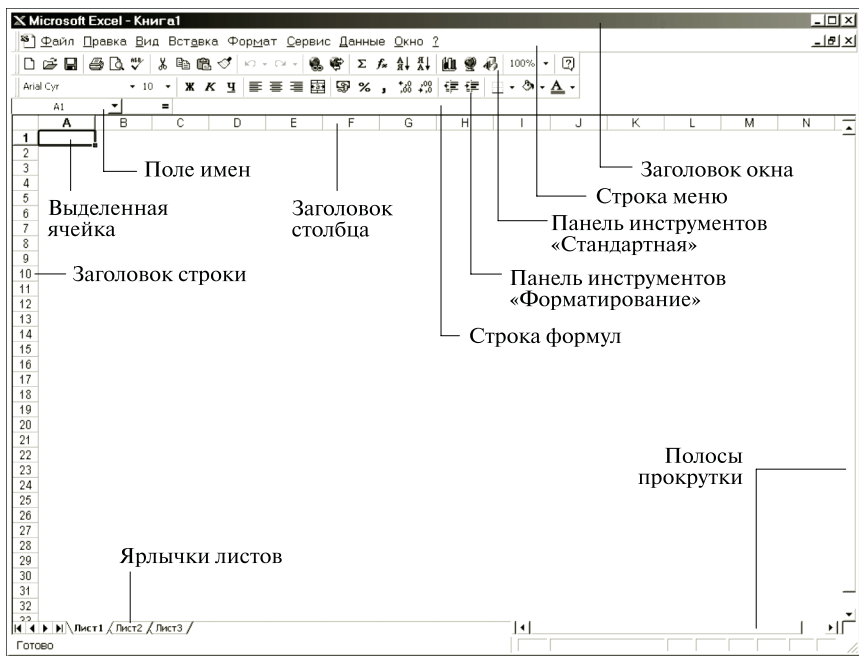 Microsoft Excel - Книга1
Файл Правка Вид Вставка Формат Сервис Данные Окно ?
100%
Arial Cyr 10 Ж К Ч % ,
A1 =
A B C D E F G H I J K L M N
1
2
3
4
5
6
7
8
9
10
11
12
13
14
15
16
17
18
19
20
21
22
23
24
25
26
27
28
29
30
31
32
33
Поле имен
Заголовок окна
Строка меню
Выделенная
ячейка
Заголовок
столбца
Панель инструментов
«Стандартная»
Заголовок строки
Панель инструментов
«Форматирование»
Строка формул
Полосы
прокрутки
Ярлычки листов
Лист1 Лист2 Лист3
Готово